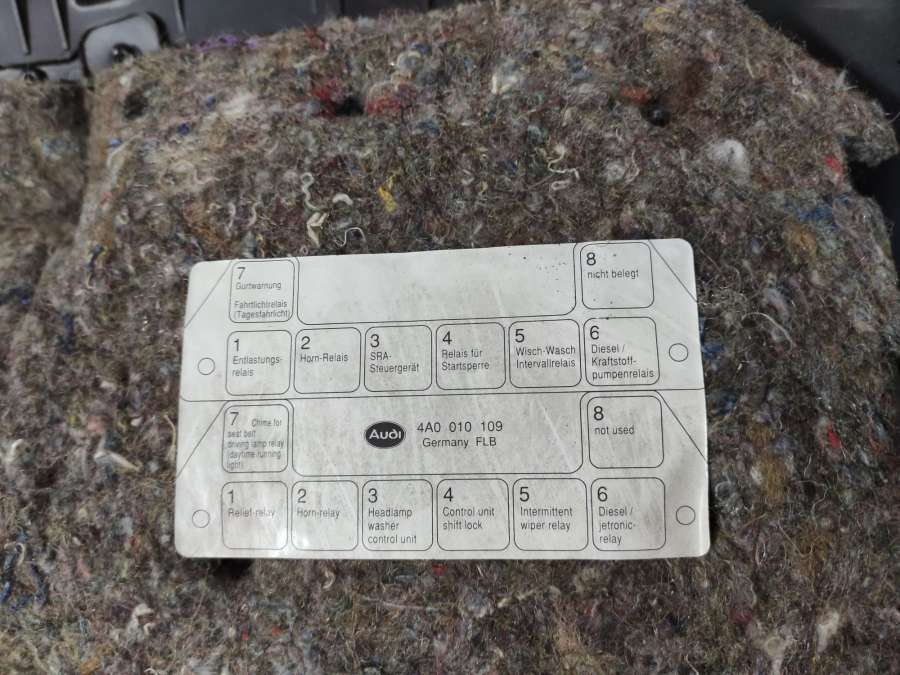 7
Gurtwarnung
Fahrtlichtrelais
(Tagesfahrlicht)
8
nicht belegt
1
Entlastungs-
relais
2
Horn-Relais
3
SRA-
Steuergerät
4
Relais für
Startsperre
5
Wisch-Wasch
Intervallrelais
6
Diesel /
Kraftstoff-
pumpenrelais
7 Chime for
seat belt
driving lamp relay
(daytime running
light)
Audi
4A0 010 109
Germany FLB
8
not used
1
Relief-relay
2
Horn-relay
3
Headlamp
washer
control unit
4
Control unit
shift lock
5
Intermittent
wiper relay
6
Diesel /
jetronic-
relay